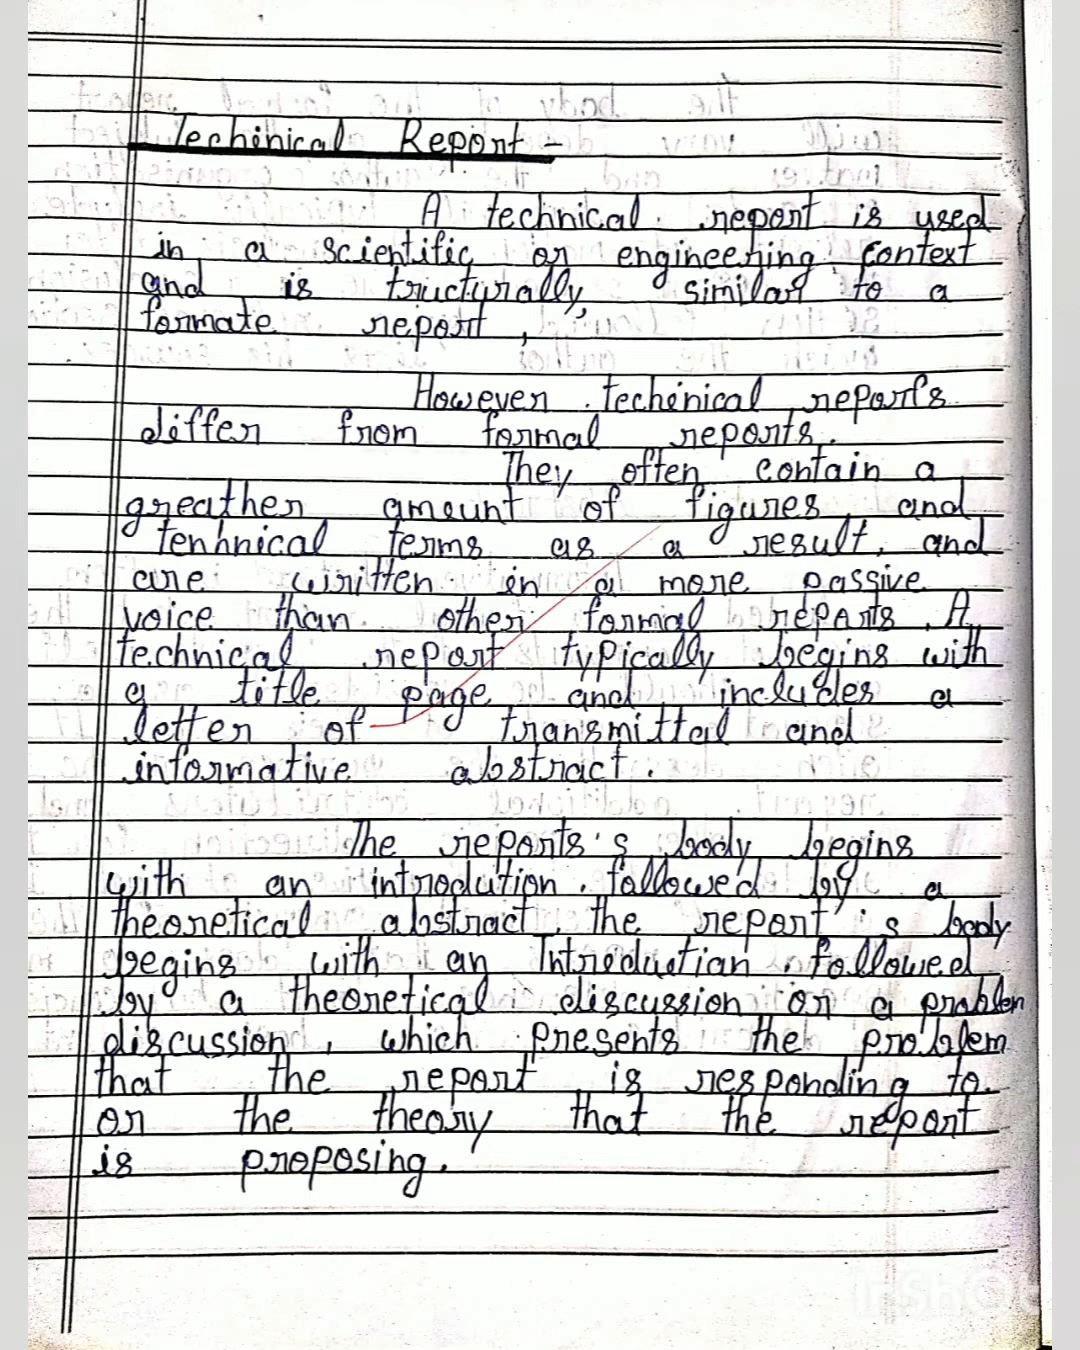 Techinical Report -
A technical report is used
in a scientific or engineering context
and is tructurally, similar to a
formate report,
However techinical reports
differ from formal reports.
They often contain a
greather amount of figures and
tenhnical terms as a result, and
are written in a more passive
voice than other formal reports. A
technical report typically begins with
a title page and includes a
letter of transmittal and
informative abstract.
The reports's body begins
with an introdution. followed by a
theoretical abstract, the report's body
begins with an Introduction, followed
by a theoretical discussion or a problem
discussion, which presents the problem
that the report is responding to.
or the theory that the report
is proposing.
InShOt